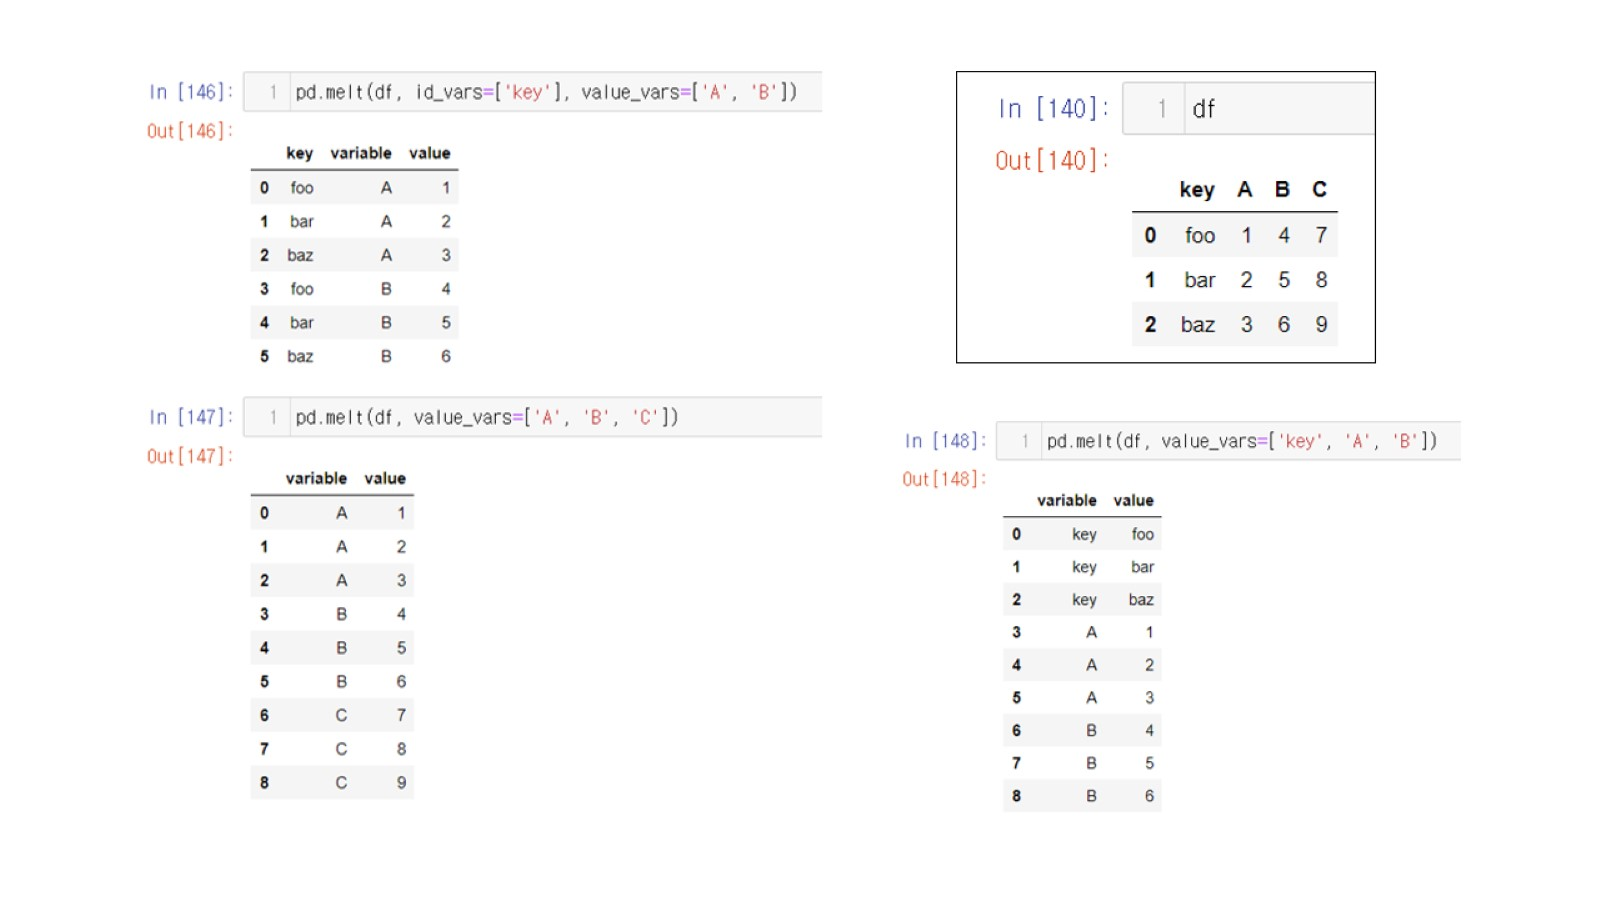 In [146]: 1 pd.melt(df, id_vars=['key'], value_vars=['A', 'B'])
Out[146]:
key variable value
0 foo A 1
1 bar A 2
2 baz A 3
3 foo B 4
4 bar B 5
5 baz B 6
In [147]: 1 pd.melt(df, value_vars=['A', 'B', 'C'])
Out[147]:
variable value
0 A 1
1 A 2
2 A 3
3 B 4
4 B 5
5 B 6
6 C 7
7 C 8
8 C 9
In [140]: 1 df
Out[140]:
key A B C
0 foo 1 4 7
1 bar 2 5 8
2 baz 3 6 9
In [148]: 1 pd.melt(df, value_vars=['key', 'A', 'B'])
Out[148]:
variable value
0 key foo
1 key bar
2 key baz
3 A 1
4 A 2
5 A 3
6 B 4
7 B 5
8 B 6